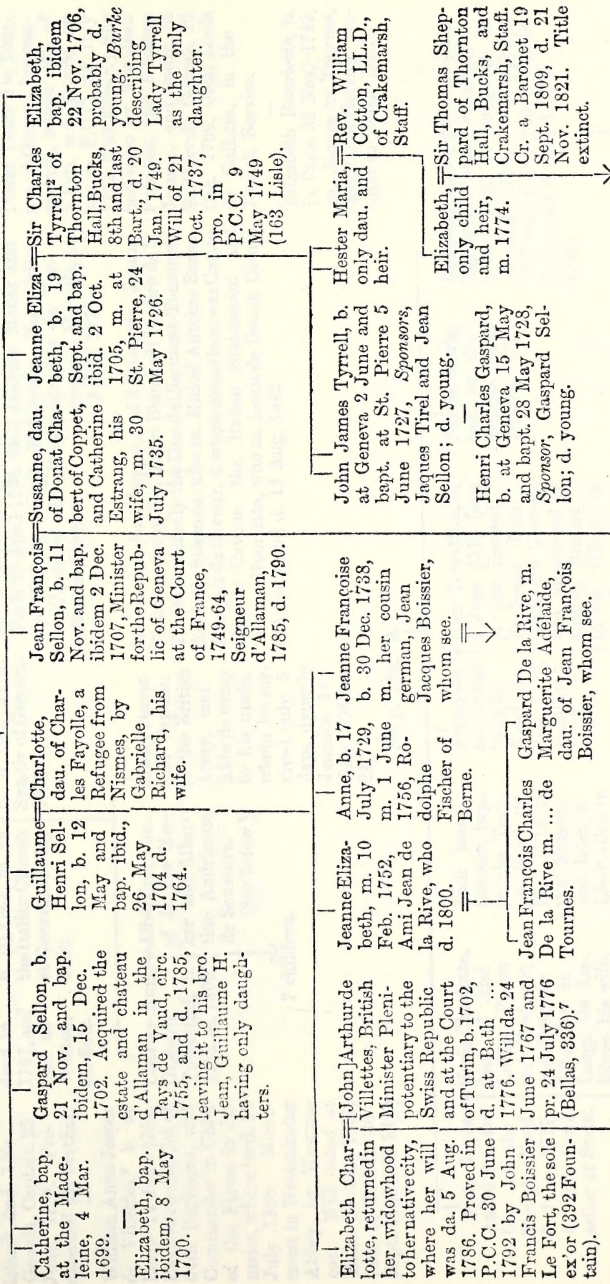 Catherine, bap.
at the Made-
leine, 4 Mar.
1699.
—
Elizabeth, bap.
ibidem, 8 May
1700.
Gaspard Sellon, b.
21 Nov. and bap.
ibidem, 15 Dec.
1702. Acquired the
estate and chateau
d'Allaman in the
Pays de Vaud, circ.
1755, and d. 1785,
leaving it to his bro.
Jean, Guillaume H.
having only daugh-
ters.
Guillaume=
Henri Sel-
lon, b. 12
May and
bap. ibid.,
26 May
1704 d.
1764.
Charlotte,
dau. of Char-
les Fayolle, a
Refugee from
Nismes, by
Gabrielle
Richard, his
wife.
Jean François=
Sellon, b. 11
Nov. and bap.
ibidem 2 Dec.
1707, Minister
for the Repub-
lic of Geneva
at the Court
of France,
1749-64,
Seigneur
d'Allaman,
1785, d. 1790.
Susanne, dau.
of Donat Cha-
bert of Coppet,
and Catherine
Estrang, his
wife, m. 30
July 1735.
Jeanne Eliza-=
beth, b. 19
Sept. and bap.
ibid. 2 Oct.
1705, m. at
St. Pierre, 24
May 1726.
Sir Charles
Tyrrell² of
Thornton
Hall, Bucks,
8th and last
Bart., d. 20
Jan. 1749.
Will of 21
Oct. 1737,
pro. in
P.C.C. 9
May 1749
(163 Lisle).
Elizabeth,
bap. ibidem
22 Nov. 1706,
probably d.
young, Burke
describing
Lady Tyrrell
as the only
daughter.
Elizabeth Char-=
lotte, returned in
her widowhood
to her native city,
where her will
was da. 5 Aug.
1786. Proved in
P.C.C. 30 June
1792 by John
Francis Boissier
Le Fort, the sole
ex'or (392 Foun-
tain).
[John] Arthur de
Villettes, British
Minister Pleni-
potentiary to the
Swiss Republic
and at the Court
of Turin, b. 1702,
d. at Bath ...
1776. Will da. 24
June 1767 and
pr. 24 July 1776
(Bellas, 336).⁷
Jeanne Eliza-
beth, m. 10
Feb. 1752,
Ami Jean de
la Rive, who
d. 1800.
Anne, b. 17
July 1729,
m. 1 June
1756, Ro-
dolphe
Fischer of
Berne.
Jeanne Françoise
b. 30 Dec. 1738,
m. her cousin
german, Jean
Jacques Boissier,
whom see.
Jean François Charles
De la Rive m. ... de
Tournes.
Gaspard De la Rive, m.
Marguerite Adélaïde,
dau. of Jean François
Boissier, whom see.
John James Tyrrell, b.
at Geneva 2 June and
bapt. at St. Pierre 5
June 1727, Sponsors,
Jaques Tirel and Jean
Sellon; d. young.
—
Henri Charles Gaspard,
b. at Geneva 15 May
and bapt. 28 May 1728,
Sponsor, Gaspard Sel-
lon; d. young.
Hester Maria,=
only dau. and
heir.
Rev. William
Cotton, LL.D.,
of Crakemarsh,
Staff.
Elizabeth,=
only child
and heir,
m. 1774.
Sir Thomas Shep-
pard of Thornton
Hall, Bucks, and
Crakemarsh, Staff.
Cr. a Baronet 19
Sept. 1809, d. 21
Nov. 1821. Title
extinct.